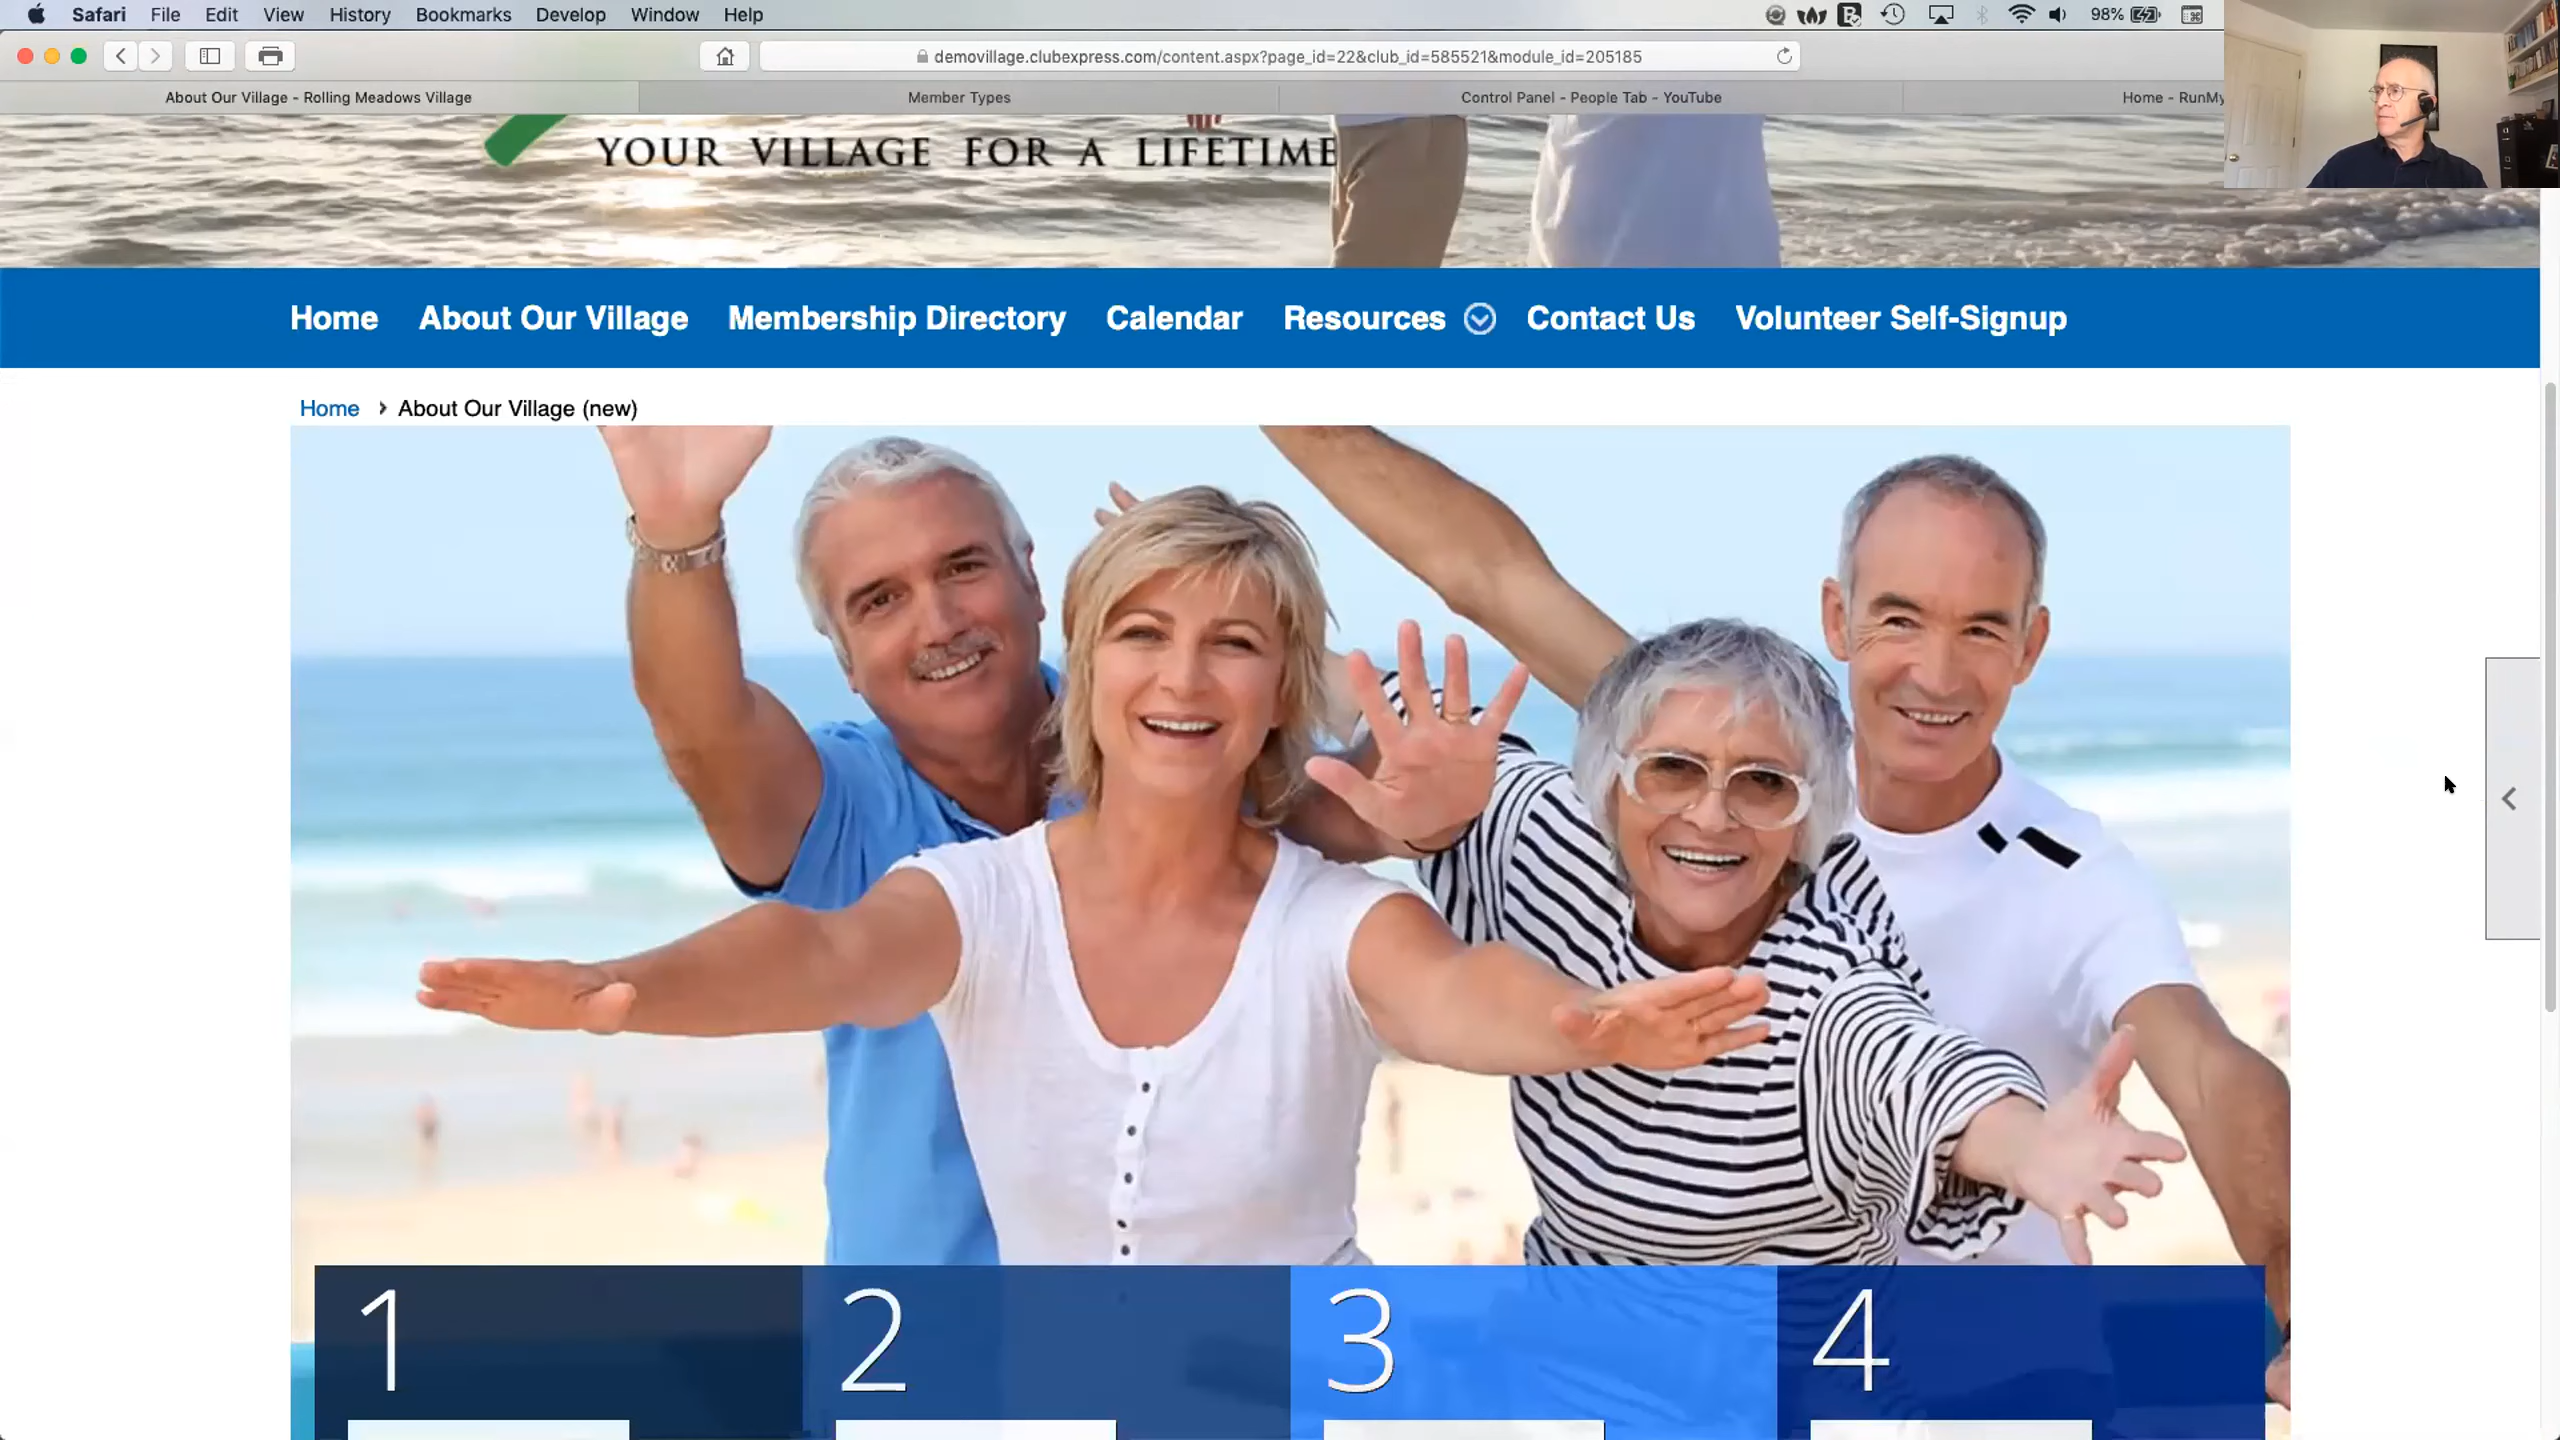 Safari File Edit View History Bookmarks Develop Window Help 98%
demovillage.clubexpress.com/content.aspx?page_id=22&club_id=585521&module_id=205185
About Our Village - Rolling Meadows Village Member Types Control Panel - People Tab - YouTube Home - RunMy
YOUR VILLAGE FOR A LIFETIME
Home About Our Village Membership Directory Calendar Resources Contact Us Volunteer Self-Signup
Home › About Our Village (new)
1 2 3 4